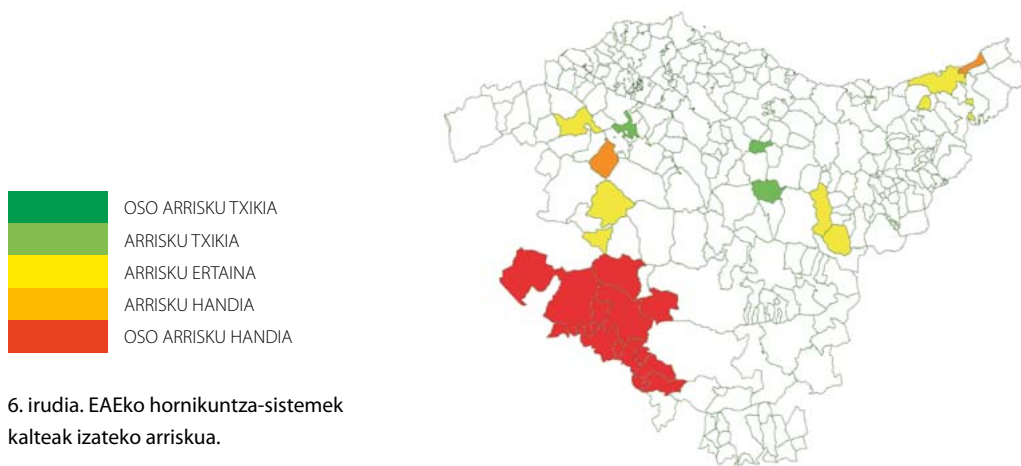 OSO ARRISKU TXIKIA
ARRISKU TXIKIA
ARRISKU ERTAINA
ARRISKU HANDIA
OSO ARRISKU HANDIA
6. irudia. EAEko hornikuntza-sistemek
kalteak izateko arriskua.